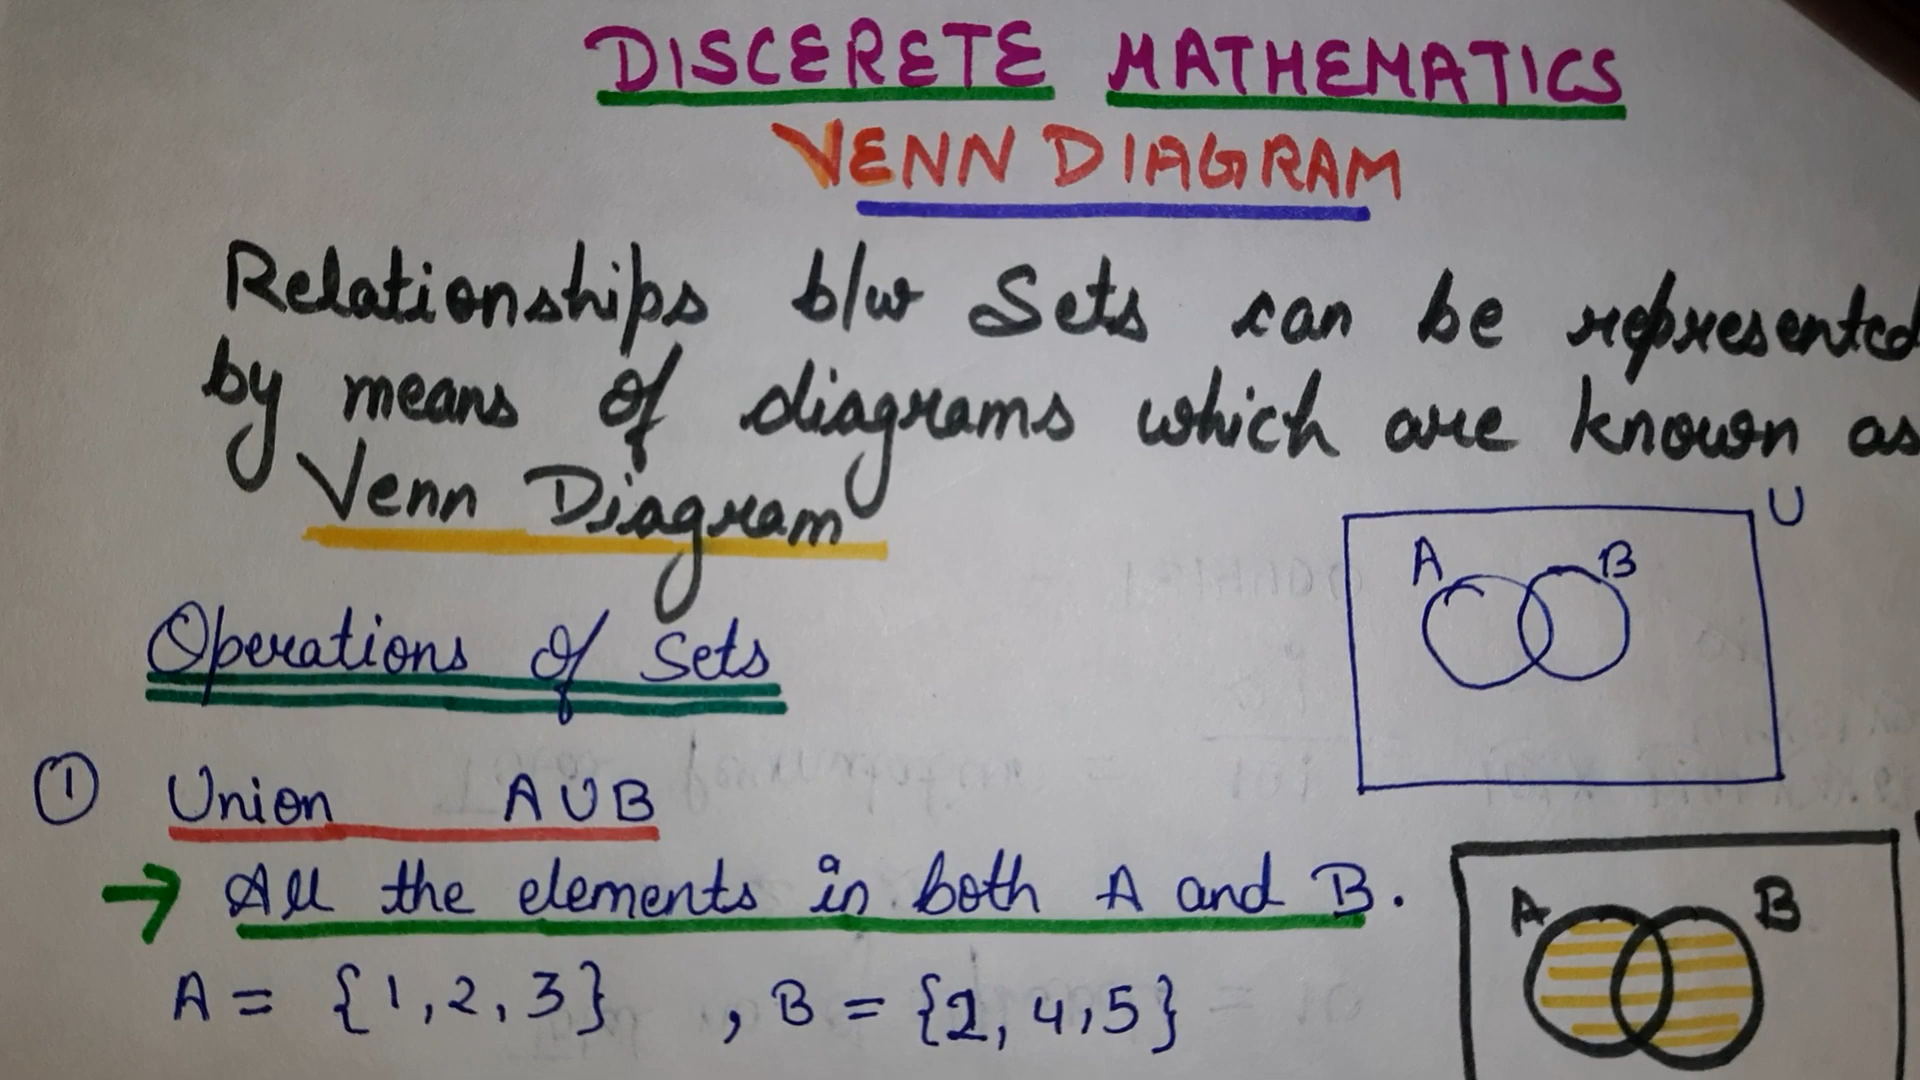 DISCERETE MATHEMATICS
VENN DIAGRAM
Relationships b/w Sets can be represented
by means of diagrams which are known as
Venn Diagram
U
A B
Operations of Sets
① Union A∪B
→ All the elements in both A and B.
A B
A = {1,2,3} , B = {2,4,5}